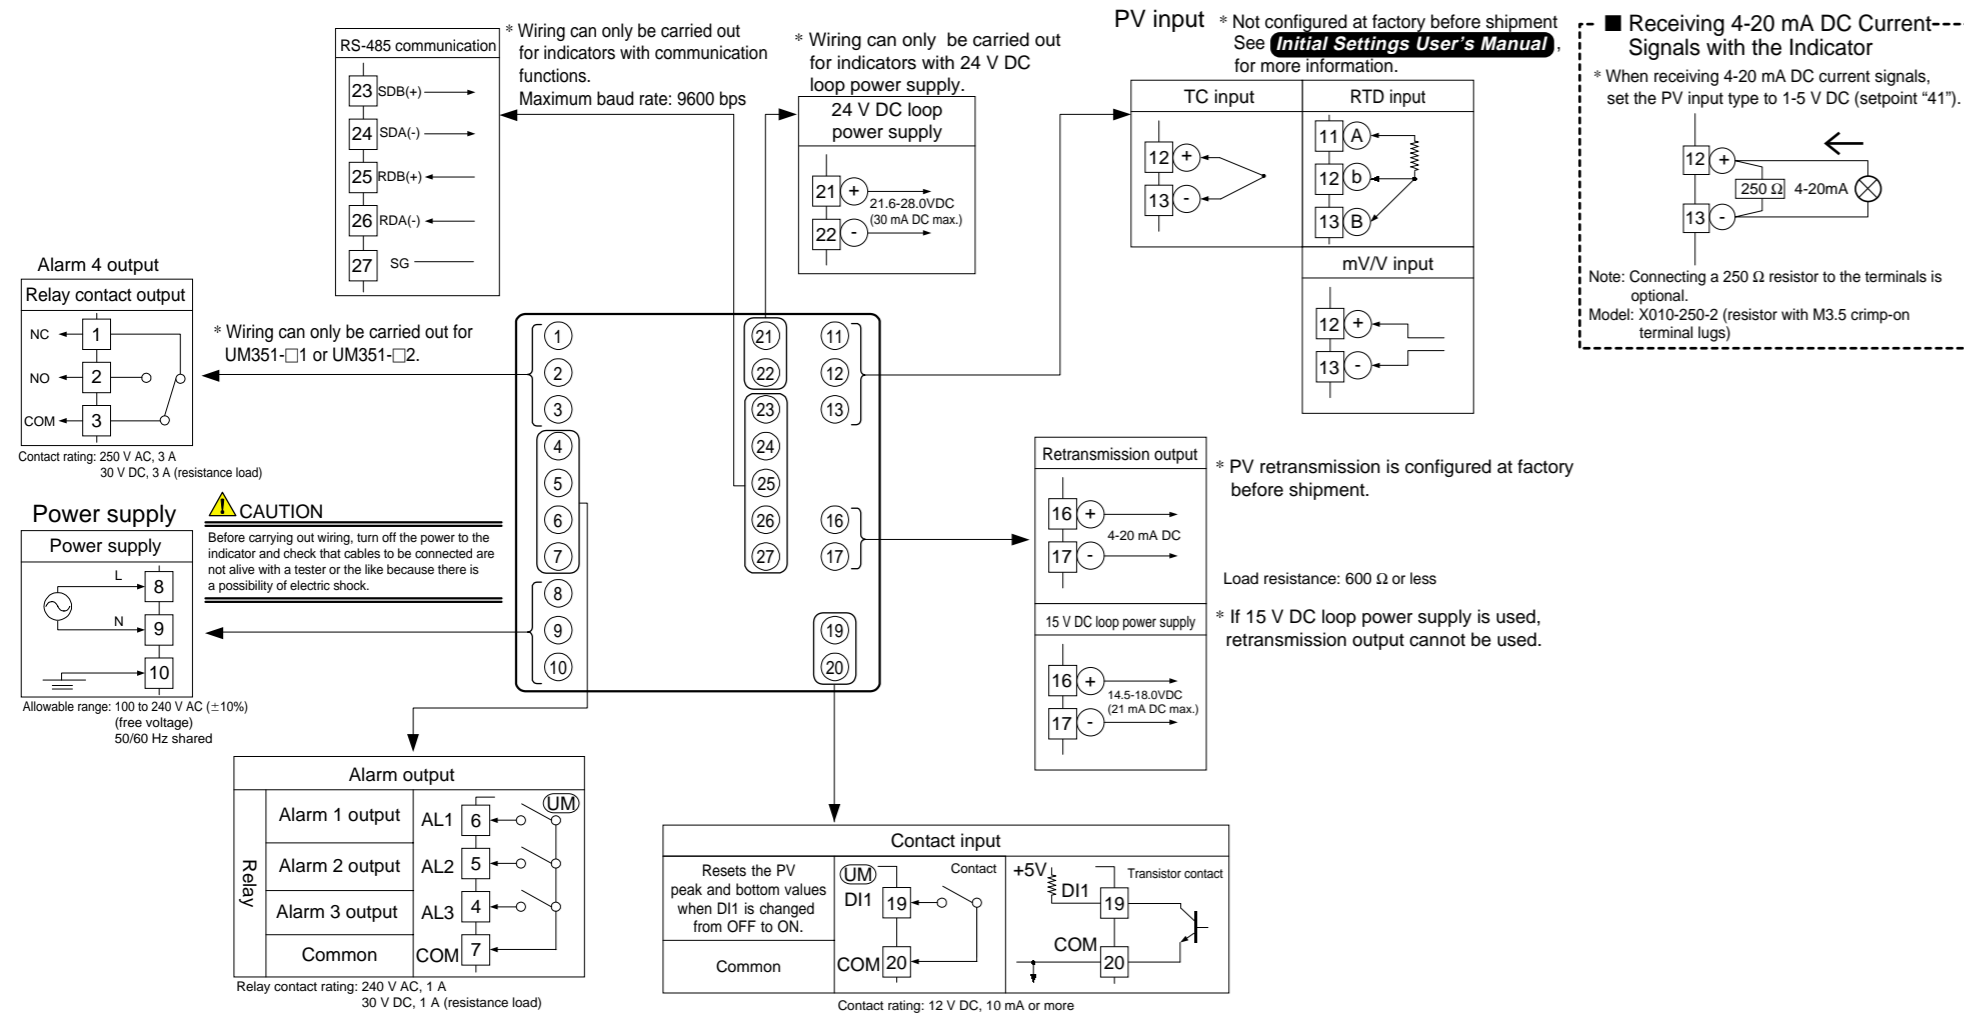 RS-485 communication
23 SDB(+)
24 SDA(-)
25 RDB(+)
26 RDA(-)
27 SG
* Wiring can only be carried out
for indicators with communication
functions.
Maximum baud rate: 9600 bps
* Wiring can only be carried out
for indicators with 24 V DC
loop power supply.
24 V DC loop
power supply
21 +
21.6-28.0VDC
(30 mA DC max.)
22 -
PV input
* Not configured at factory before shipment
See Initial Settings User's Manual,
for more information.
TC input
12 +
13 -
RTD input
11 A
12 b
13 B
mV/V input
12 +
13 -
■ Receiving 4-20 mA DC Current
Signals with the Indicator
* When receiving 4-20 mA DC current signals,
set the PV input type to 1-5 V DC (setpoint “41”).
12 +
250 Ω 4-20mA
13 -
Note: Connecting a 250 Ω resistor to the terminals is
optional.
Model: X010-250-2 (resistor with M3.5 crimp-on
terminal lugs)
Alarm 4 output
Relay contact output
NC 1
NO 2
COM 3
Contact rating: 250 V AC, 3 A
30 V DC, 3 A (resistance load)
* Wiring can only be carried out for
UM351-□1 or UM351-□2.
1 21 11
2 22 12
3 23 13
4 24
5 25
6 26 16
7 27 17
8
9 19
10 20
Power supply
Power supply
L 8
N 9
10
Allowable range: 100 to 240 V AC (±10%)
(free voltage)
50/60 Hz shared
CAUTION
Before carrying out wiring, turn off the power to the
indicator and check that cables to be connected are
not alive with a tester or the like because there is
a possibility of electric shock.
Retransmission output
16 +
4-20 mA DC
17 -
* PV retransmission is configured at factory
before shipment.
Load resistance: 600 Ω or less
15 V DC loop power supply
16 +
14.5-18.0VDC
(21 mA DC max.)
17 -
* If 15 V DC loop power supply is used,
retransmission output cannot be used.
Alarm output
Relay
UM
Alarm 1 output AL1 6
Alarm 2 output AL2 5
Alarm 3 output AL3 4
Common COM 7
Relay contact rating: 240 V AC, 1 A
30 V DC, 1 A (resistance load)
Contact input
Resets the PV
peak and bottom values
when DI1 is changed
from OFF to ON.
Common
UM Contact
DI1 19
COM 20
+5V Transistor contact
DI1 19
COM 20
Contact rating: 12 V DC, 10 mA or more